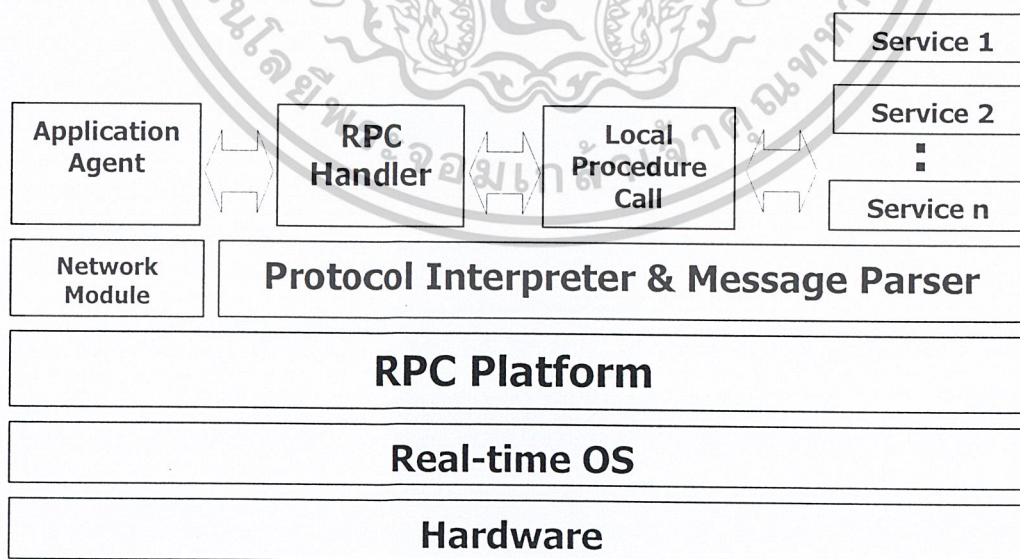 Service 1
Application
Agent
RPC
Handler
Local
Procedure
Call
Service 2
Service n
Network
Module
Protocol Interpreter & Message Parser
RPC Platform
Real-time OS
Hardware